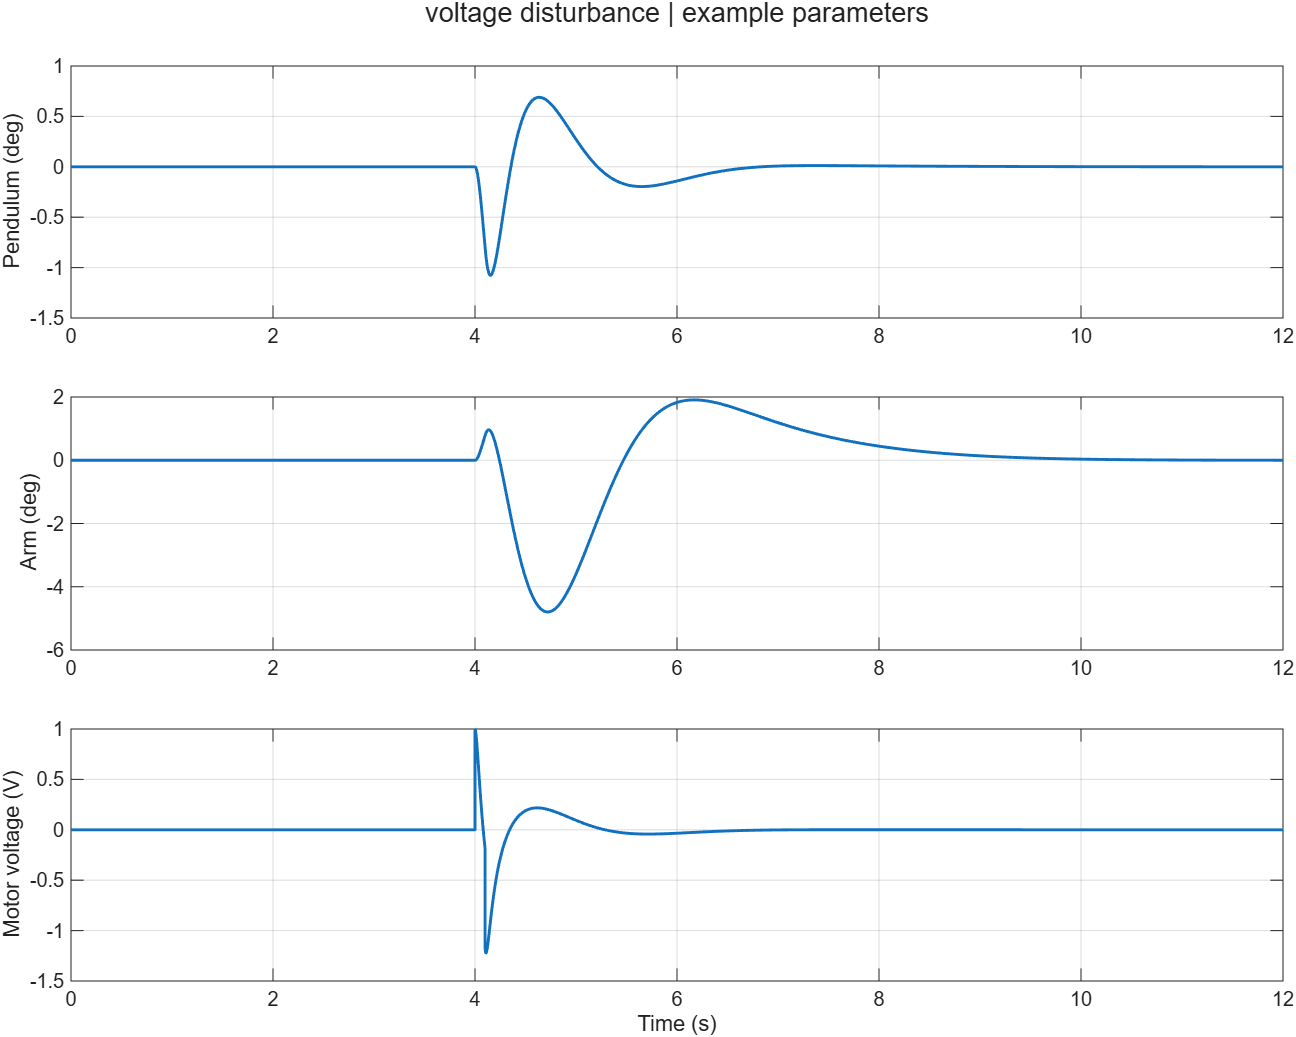 voltage disturbance | example parameters
1
0.5
0
-0.5
-1
-1.5
Pendulum (deg)
0 2 4 6 8 10 12
2
0
-2
-4
-6
Arm (deg)
0 2 4 6 8 10 12
1
0.5
0
-0.5
-1
-1.5
Motor voltage (V)
0 2 4 6 8 10 12
Time (s)